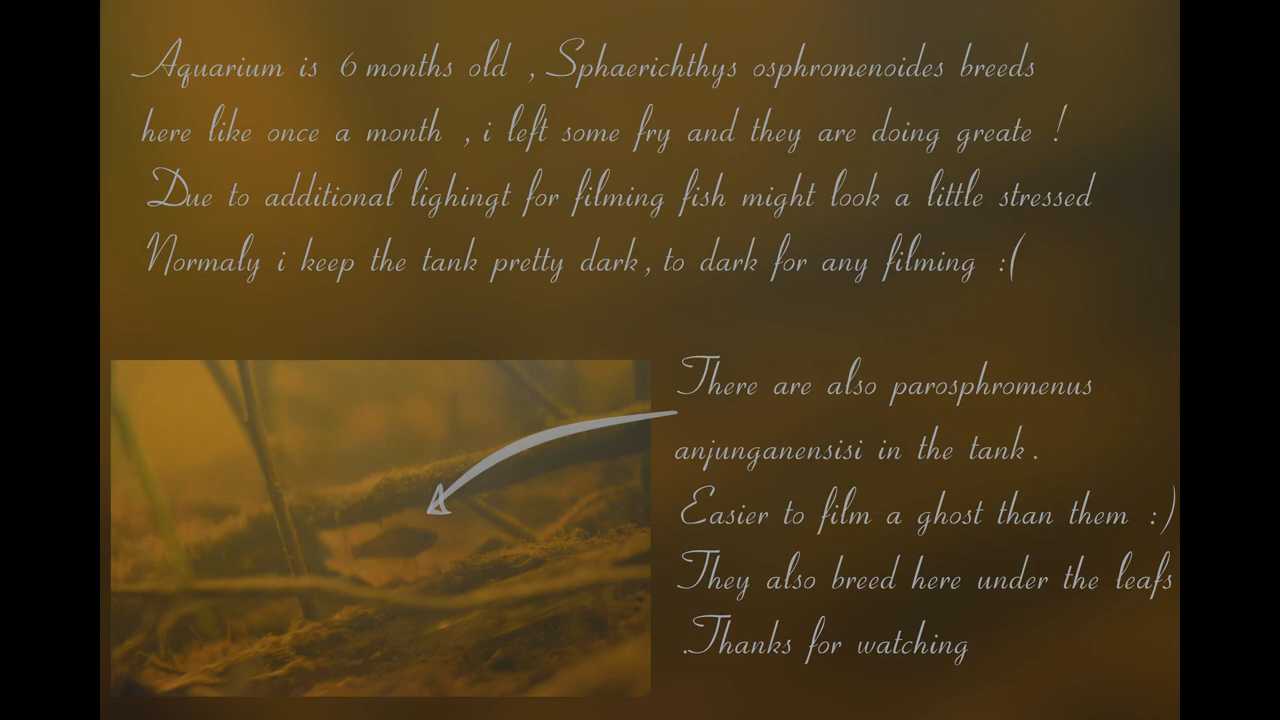 Aquarium is 6 months old , Sphaerichthys osphromenoides breeds
here like once a month , i left some fry and they are doing greate !
Due to additional lighingt for filming fish might look a little stressed
Normaly i keep the tank pretty dark, to dark for any filming :(
There are also parosphromenus
anjunganensisi in the tank.
Easier to film a ghost than them :)
They also breed here under the leafs
.Thanks for watching